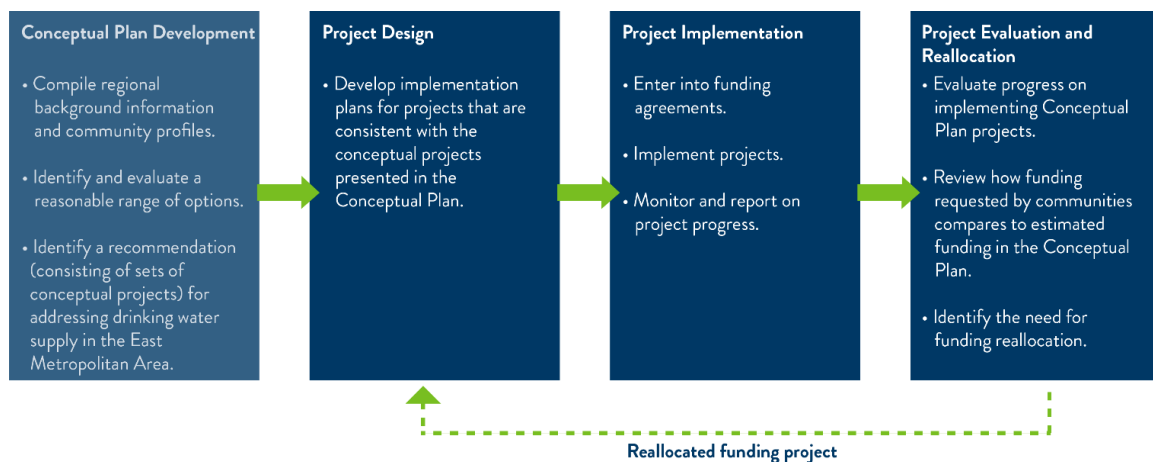 Conceptual Plan Development
• Compile regional
background information
and community profiles.
• Identify and evaluate a
reasonable range of options.
• Identify a recommendation
(consisting of sets of
conceptual projects) for
addressing drinking water
supply in the East
Metropolitan Area.
Project Design
• Develop implementation
plans for projects that are
consistent with the
conceptual projects
presented in the
Conceptual Plan.
Project Implementation
• Enter into funding
agreements.
• Implement projects.
• Monitor and report on
project progress.
Project Evaluation and
Reallocation
• Evaluate progress on
implementing Conceptual
Plan projects.
• Review how funding
requested by communities
compares to estimated
funding in the Conceptual
Plan.
• Identify the need for
funding reallocation.
Reallocated funding project